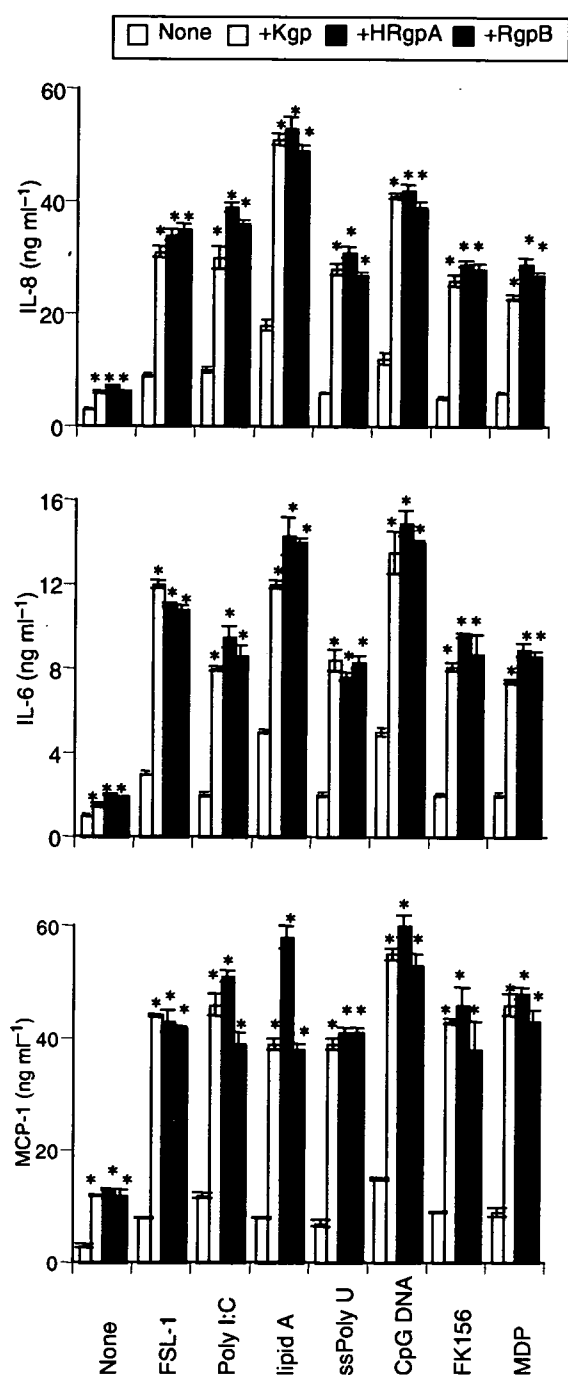 None +Kgp +HRgpA +RgpB
60
40
20
0
IL-8 (ng ml−1)
* * * * * * * * * * * * * * * * * * * * * * * *
16
12
8
4
0
IL-6 (ng ml−1)
* * * * * * * * * * * * * * * * * * * * * * * *
60
40
20
0
MCP-1 (ng ml−1)
* * * * * * * * * * * * * * * * * * * * * * * *
None
FSL-1
Poly I:C
lipid A
ssPoly U
CpG DNA
FK156
MDP